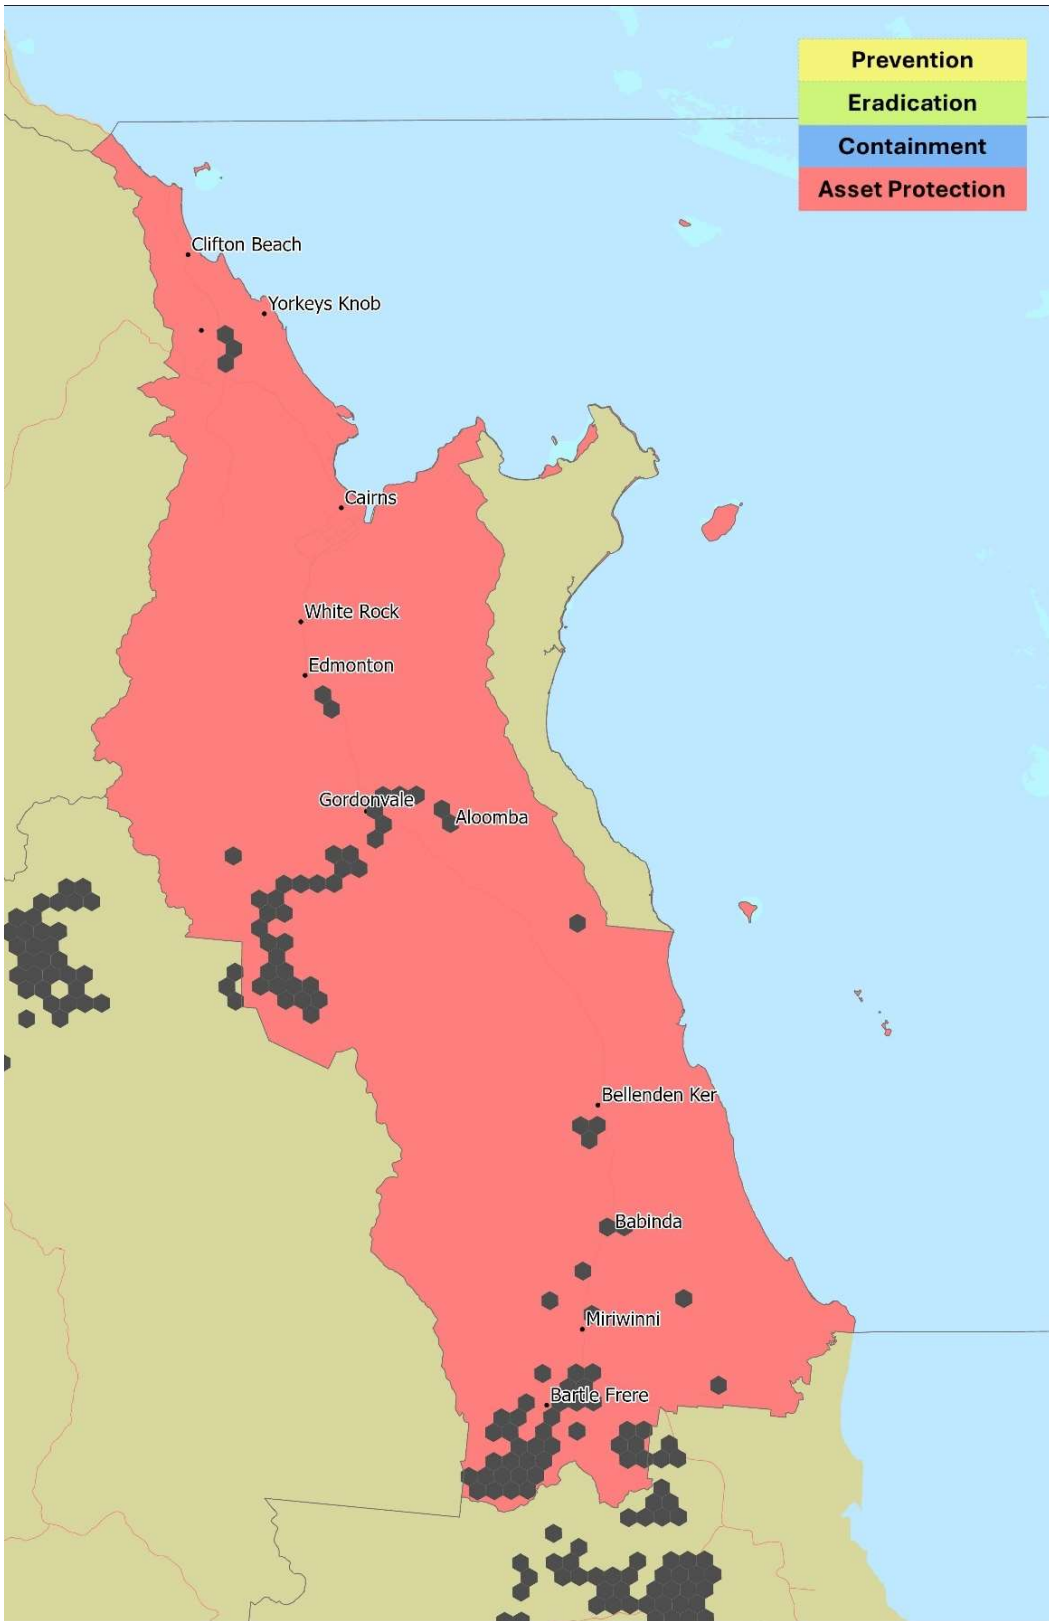 Prevention
Eradication
Containment
Asset Protection
Clifton Beach
Yorkeys Knob
Cairns
White Rock
Edmonton
Gordonvale
Aloomba
Bellenden Ker
Babinda
Miriwinni
Bartle Frere